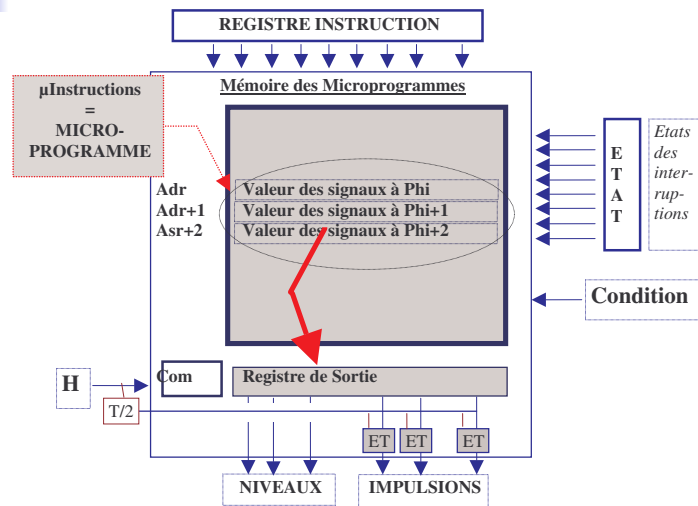 REGISTRE INSTRUCTION
Mémoire des Microprogrammes
µInstructions
=
MICRO-
PROGRAMME
Adr
Valeur des signaux à Phi
Adr+1
Valeur des signaux à Phi+1
Asr+2
Valeur des signaux à Phi+2
E
T
A
T
Etats
des
inter-
rup-
tions
Condition
H
Com
Registre de Sortie
T/2
ET
ET
ET
NIVEAUX
IMPULSIONS